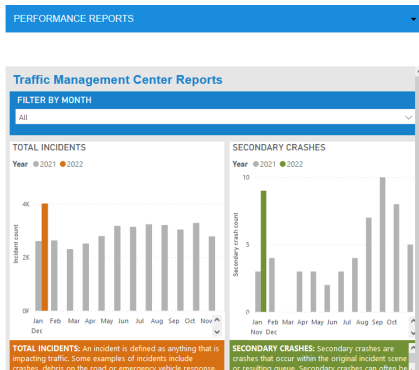 PERFORMANCE REPORTS
Traffic Management Center Reports
FILTER BY MONTH
All
TOTAL INCIDENTS
Year 2021 2022
4K
2K
0K
Incident count
Jan Feb Mar Apr May Jun Jul Aug Sep Oct Nov
Dec
TOTAL INCIDENTS: An incident is defined as anything that is
impacting traffic. Some examples of incidents include
crashes, debris on the road or emergency vehicle response
SECONDARY CRASHES
Year 2021 2022
10
5
0
Secondary crash count
Jan Feb Mar Apr May Jun Jul Aug Sep Oct
Nov Dec
SECONDARY CRASHES: Secondary crashes are
crashes that occur within the original incident scene
or resulting queue. Secondary crashes can often be